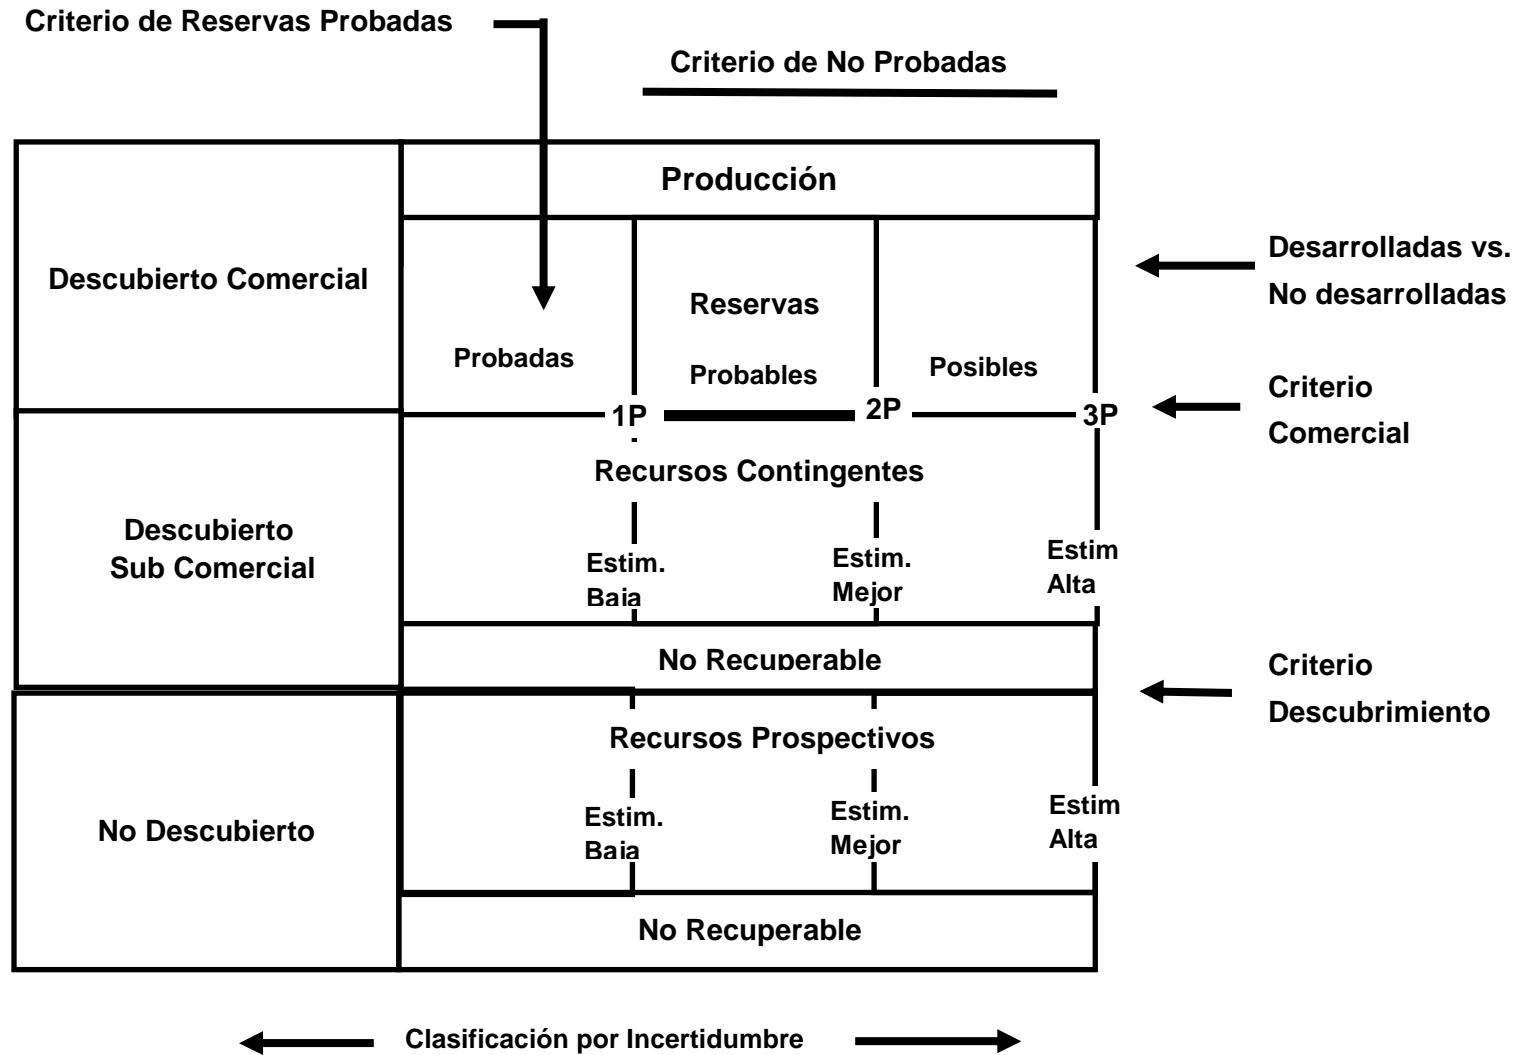 Criterio de Reservas Probadas
Criterio de No Probadas
Producción
Descubierto Comercial
Reservas
Probadas
Probables
Posibles
Desarrolladas vs.
No desarrolladas
1P
2P
3P
Criterio
Comercial
Recursos Contingentes
Descubierto
Sub Comercial
Estim.
Baja
Estim.
Mejor
Estim
Alta
No Recuperable
Criterio
Descubrimiento
Recursos Prospectivos
No Descubierto
Estim.
Baja
Estim.
Mejor
Estim
Alta
No Recuperable
Clasificación por Incertidumbre